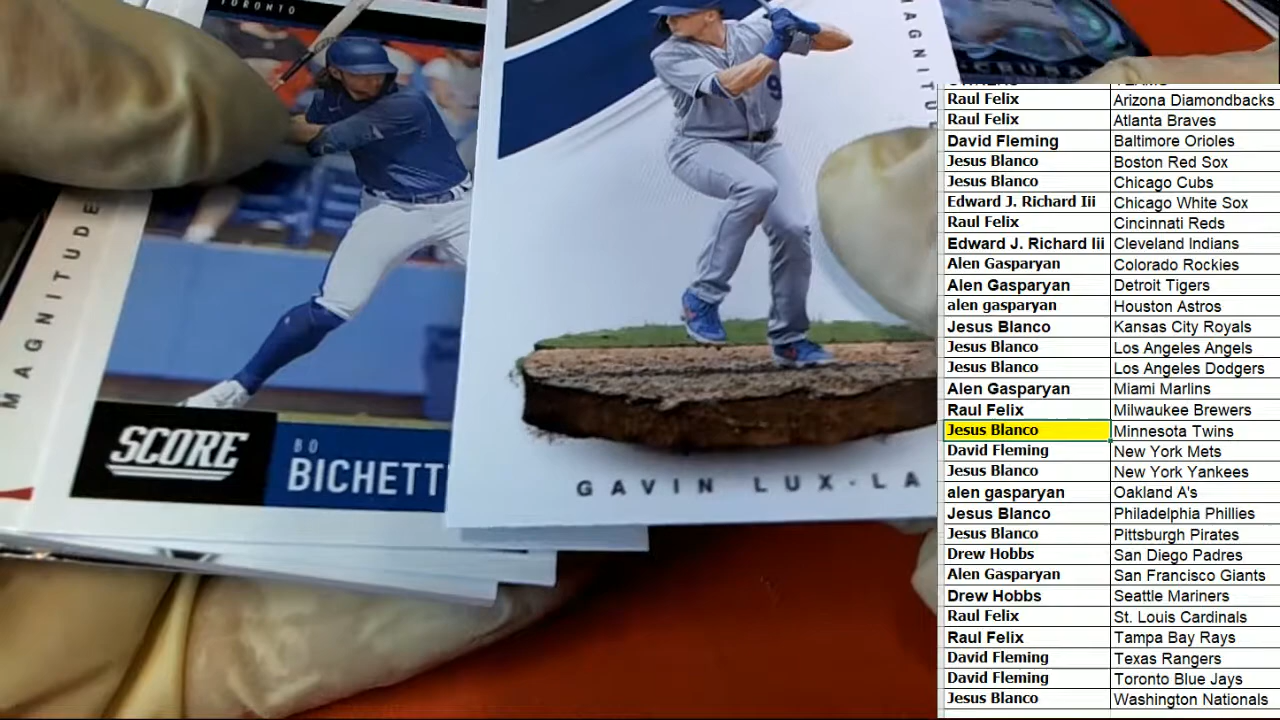 TORONTO
MAGNITUDE
SCORE
BO
BICHETT
MAGNITU
9
GAVIN LUX-LA
Raul Felix Arizona Diamondbacks
Raul Felix Atlanta Braves
David Fleming Baltimore Orioles
Jesus Blanco Boston Red Sox
Jesus Blanco Chicago Cubs
Edward J. Richard Iii Chicago White Sox
Raul Felix Cincinnati Reds
Edward J. Richard Iii Cleveland Indians
Alen Gasparyan Colorado Rockies
Alen Gasparyan Detroit Tigers
alen gasparyan Houston Astros
Jesus Blanco Kansas City Royals
Jesus Blanco Los Angeles Angels
Jesus Blanco Los Angeles Dodgers
Alen Gasparyan Miami Marlins
Raul Felix Milwaukee Brewers
Jesus Blanco Minnesota Twins
David Fleming New York Mets
Jesus Blanco New York Yankees
alen gasparyan Oakland A's
Jesus Blanco Philadelphia Phillies
Jesus Blanco Pittsburgh Pirates
Drew Hobbs San Diego Padres
Alen Gasparyan San Francisco Giants
Drew Hobbs Seattle Mariners
Raul Felix St. Louis Cardinals
Raul Felix Tampa Bay Rays
David Fleming Texas Rangers
David Fleming Toronto Blue Jays
Jesus Blanco Washington Nationals